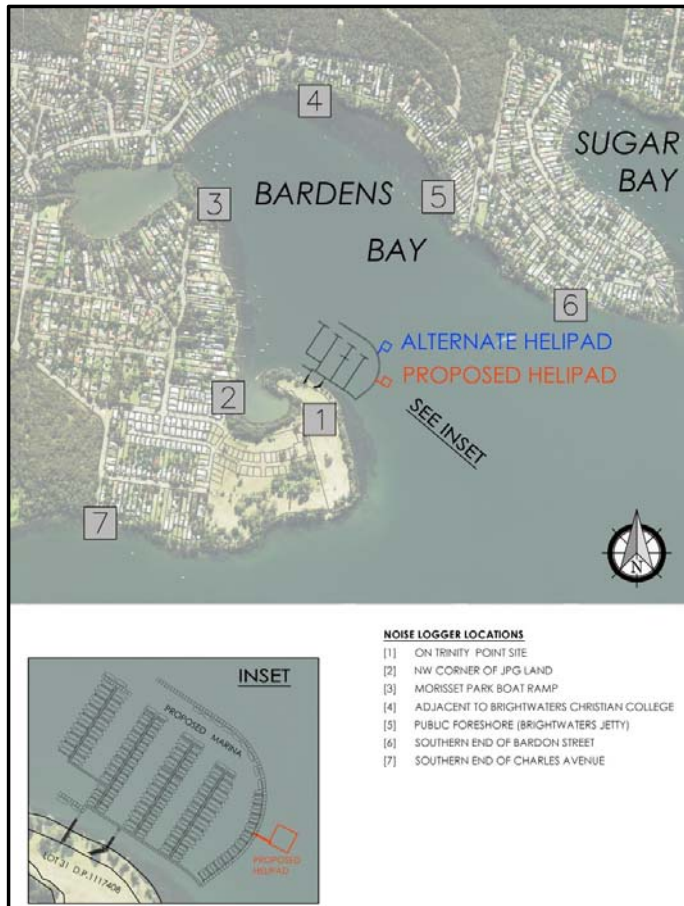 4
SUGAR
BAY
3
BARDENS
5
BAY
6
ALTERNATE HELIPAD
PROPOSED HELIPAD
2
1
SEE INSET
7
N
NOISE LOGGER LOCATIONS
[1] ON TRINITY POINT SITE
[2] NW CORNER OF JPG LAND
[3] MORISSET PARK BOAT RAMP
[4] ADJACENT TO BRIGHTWATERS CHRISTIAN COLLEGE
[5] PUBLIC FORESHORE (BRIGHTWATERS JETTY)
[6] SOUTHERN END OF BARDON STREET
[7] SOUTHERN END OF CHARLES AVENUE
INSET
PROPOSED MARINA
PROPOSED
HELIPAD
LOT 31 D.P.1117408